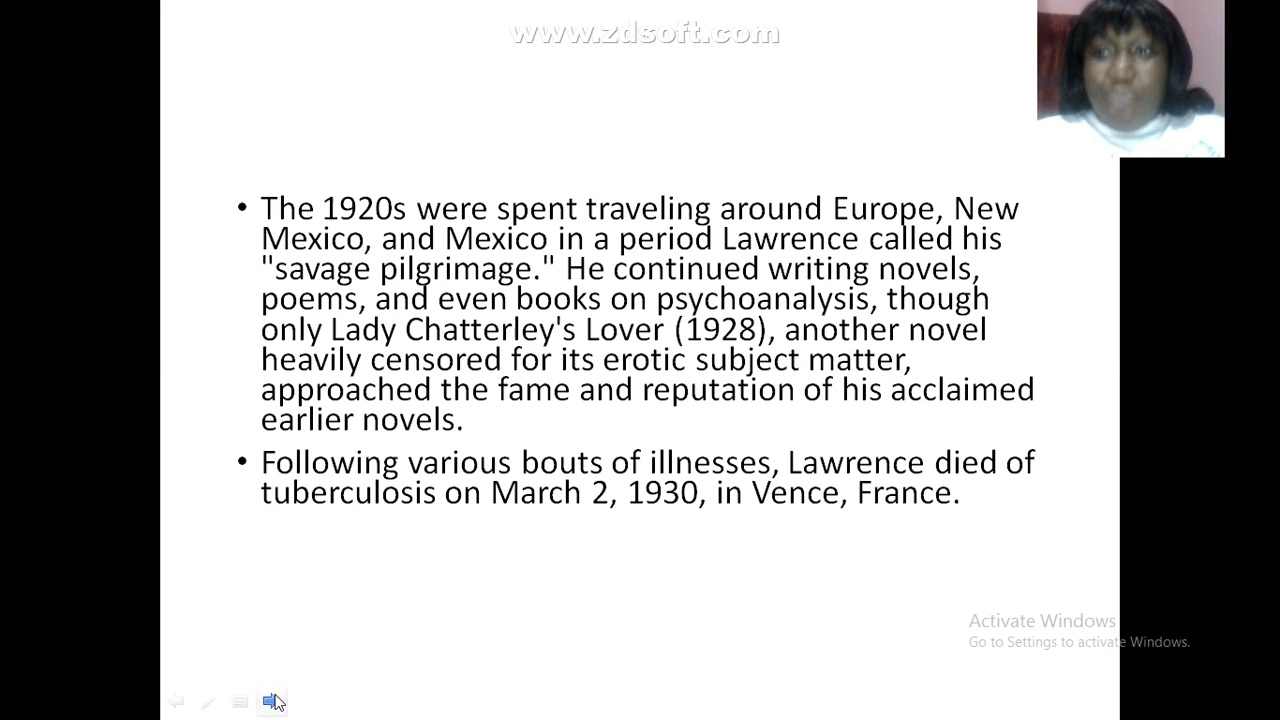 www.zdsoft.com
• The 1920s were spent traveling around Europe, New
Mexico, and Mexico in a period Lawrence called his
"savage pilgrimage." He continued writing novels,
poems, and even books on psychoanalysis, though
only Lady Chatterley's Lover (1928), another novel
heavily censored for its erotic subject matter,
approached the fame and reputation of his acclaimed
earlier novels.
• Following various bouts of illnesses, Lawrence died of
tuberculosis on March 2, 1930, in Vence, France.
Activate Windows
Go to Settings to activate Windows.